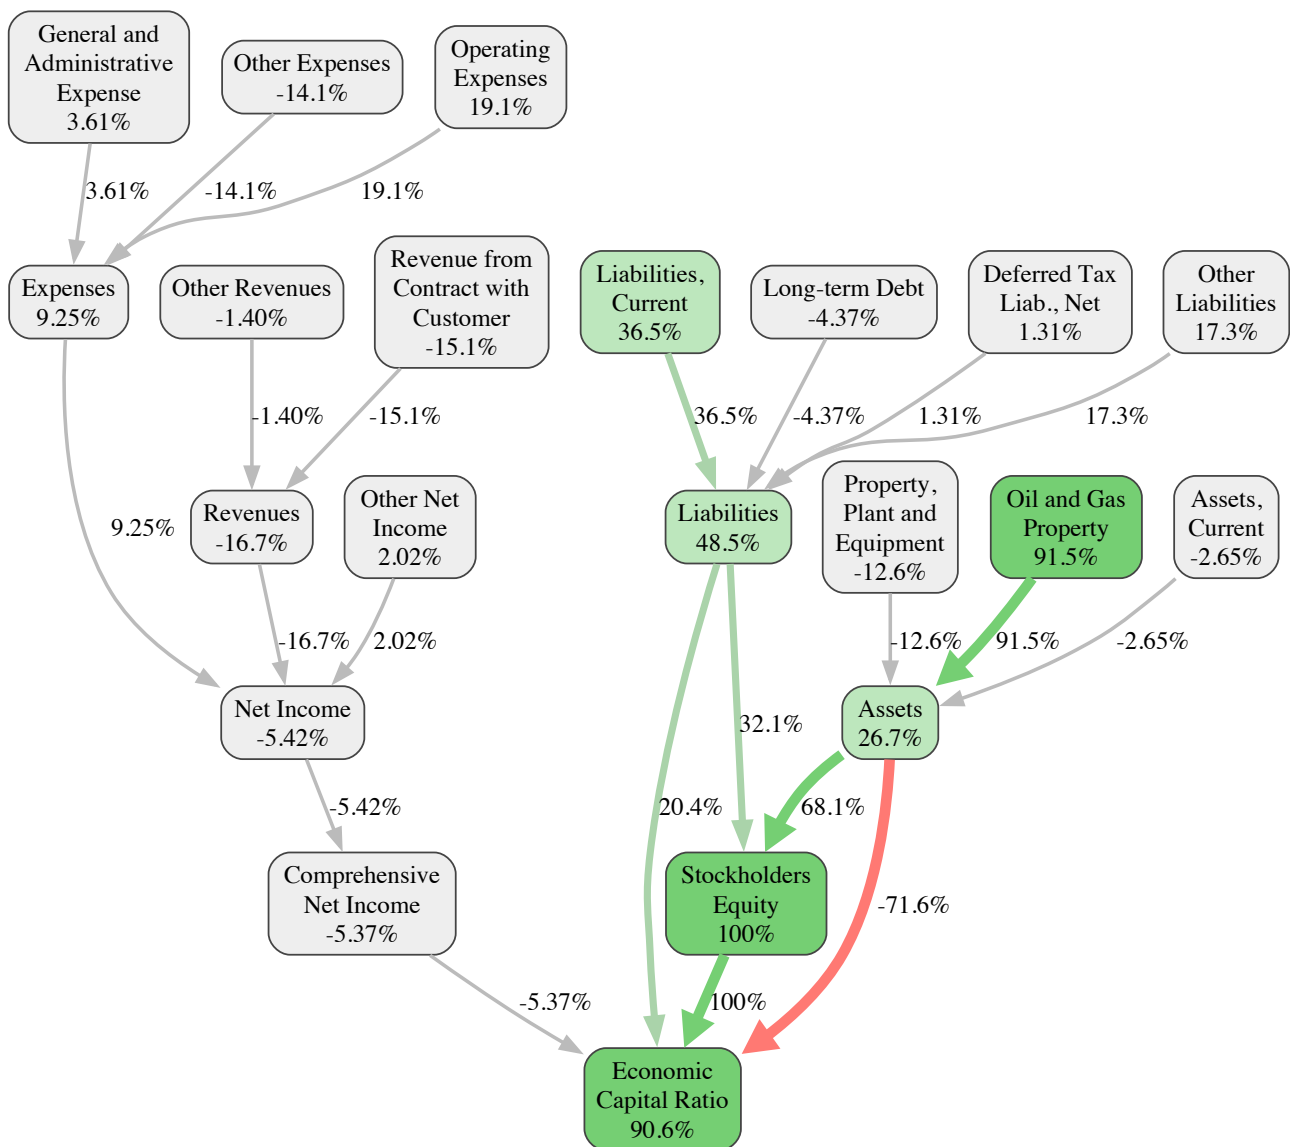 General and
Administrative
Expense
3.61%
Other Expenses
-14.1%
Operating
Expenses
19.1%
3.61%
-14.1%
19.1%
Expenses
9.25%
Other Revenues
-1.40%
Revenue from
Contract with
Customer
-15.1%
Liabilities,
Current
36.5%
Long-term Debt
-4.37%
Deferred Tax
Liab., Net
1.31%
Other
Liabilities
17.3%
-1.40%
-15.1%
36.5%
-4.37%
1.31%
17.3%
9.25%
Revenues
-16.7%
Other Net
Income
2.02%
Liabilities
48.5%
Property,
Plant and
Equipment
-12.6%
Oil and Gas
Property
91.5%
Assets,
Current
-2.65%
-16.7%
2.02%
-12.6%
91.5%
-2.65%
Net Income
-5.42%
32.1%
Assets
26.7%
-5.42%
20.4%
68.1%
Comprehensive
Net Income
-5.37%
Stockholders
Equity
100%
-71.6%
-5.37%
100%
Economic
Capital Ratio
90.6%